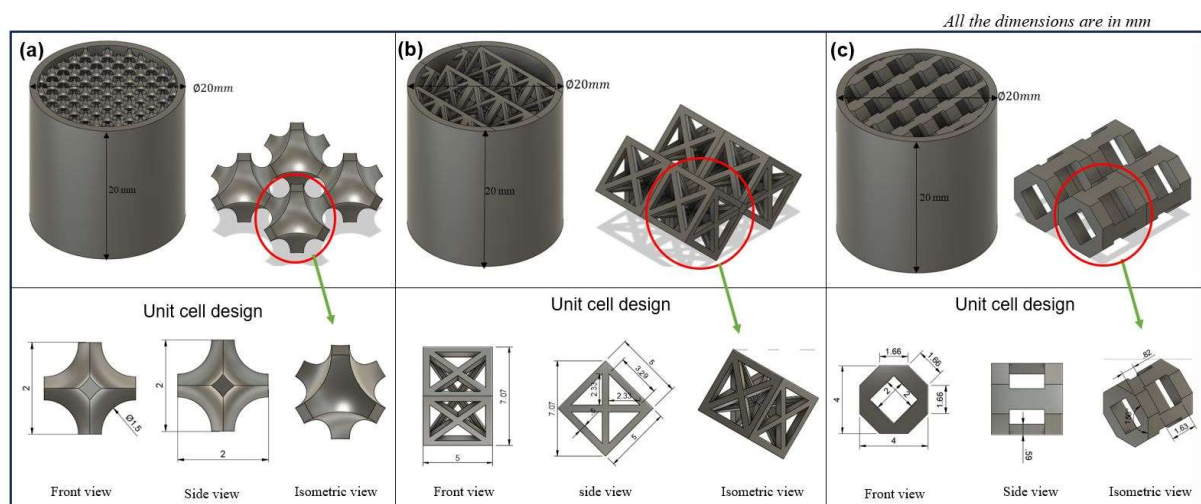 All the dimensions are in mm
(a)
Ø20mm
20 mm
(b)
Ø20mm
20 mm
(c)
Ø20mm
20 mm
Unit cell design
2
Ø1.5
2
2
Front view
Side view
Isometric view
Unit cell design
7.07
5
7.07
2.33
2.33
3.29
5
5
Front view
side view
Isometric view
Unit cell design
1.66
1.66
1.66
4
2
2
4
.59
.82
1.63
Front view
Side view
Isometric view